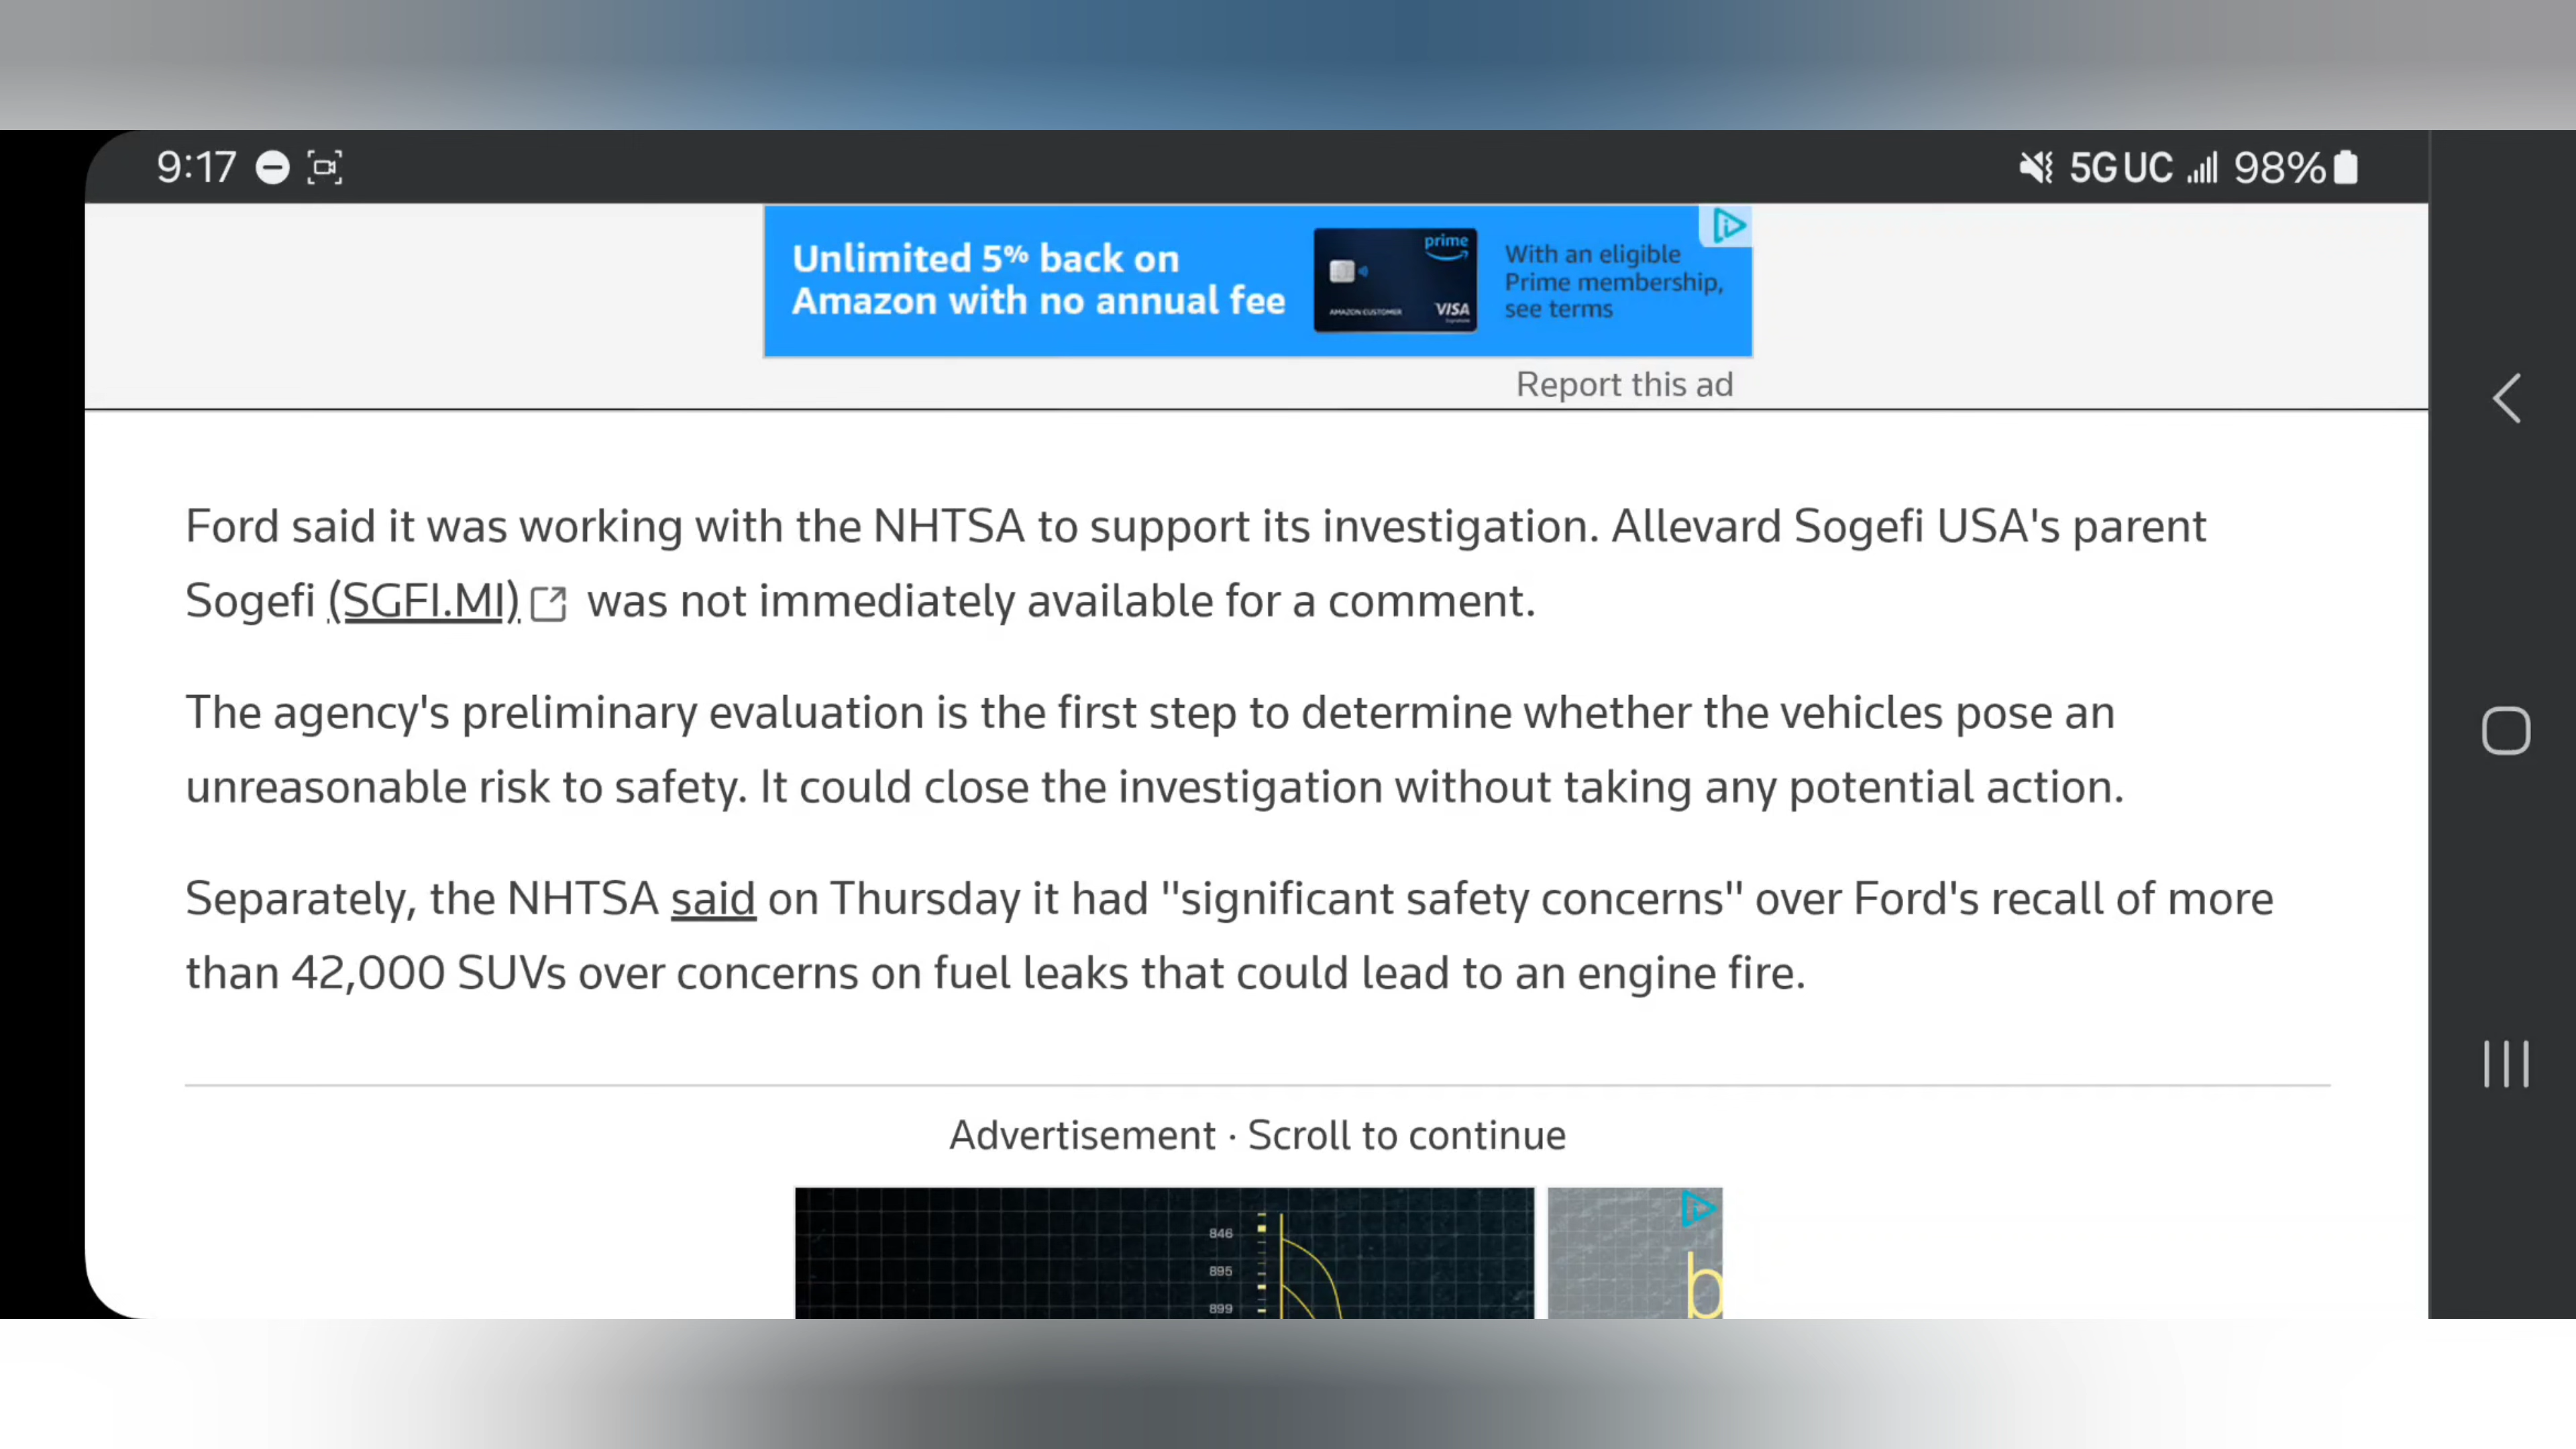 9:17
5G UC 98%
Unlimited 5% back on
Amazon with no annual fee
prime
AMAZON CUSTOMER VISA
Signature
With an eligible
Prime membership,
see terms
Report this ad
Ford said it was working with the NHTSA to support its investigation. Allevard Sogefi USA's parent
Sogefi (SGFI.MI) was not immediately available for a comment.
The agency's preliminary evaluation is the first step to determine whether the vehicles pose an
unreasonable risk to safety. It could close the investigation without taking any potential action.
Separately, the NHTSA said on Thursday it had "significant safety concerns" over Ford's recall of more
than 42,000 SUVs over concerns on fuel leaks that could lead to an engine fire.
Advertisement · Scroll to continue
846
895
899
b